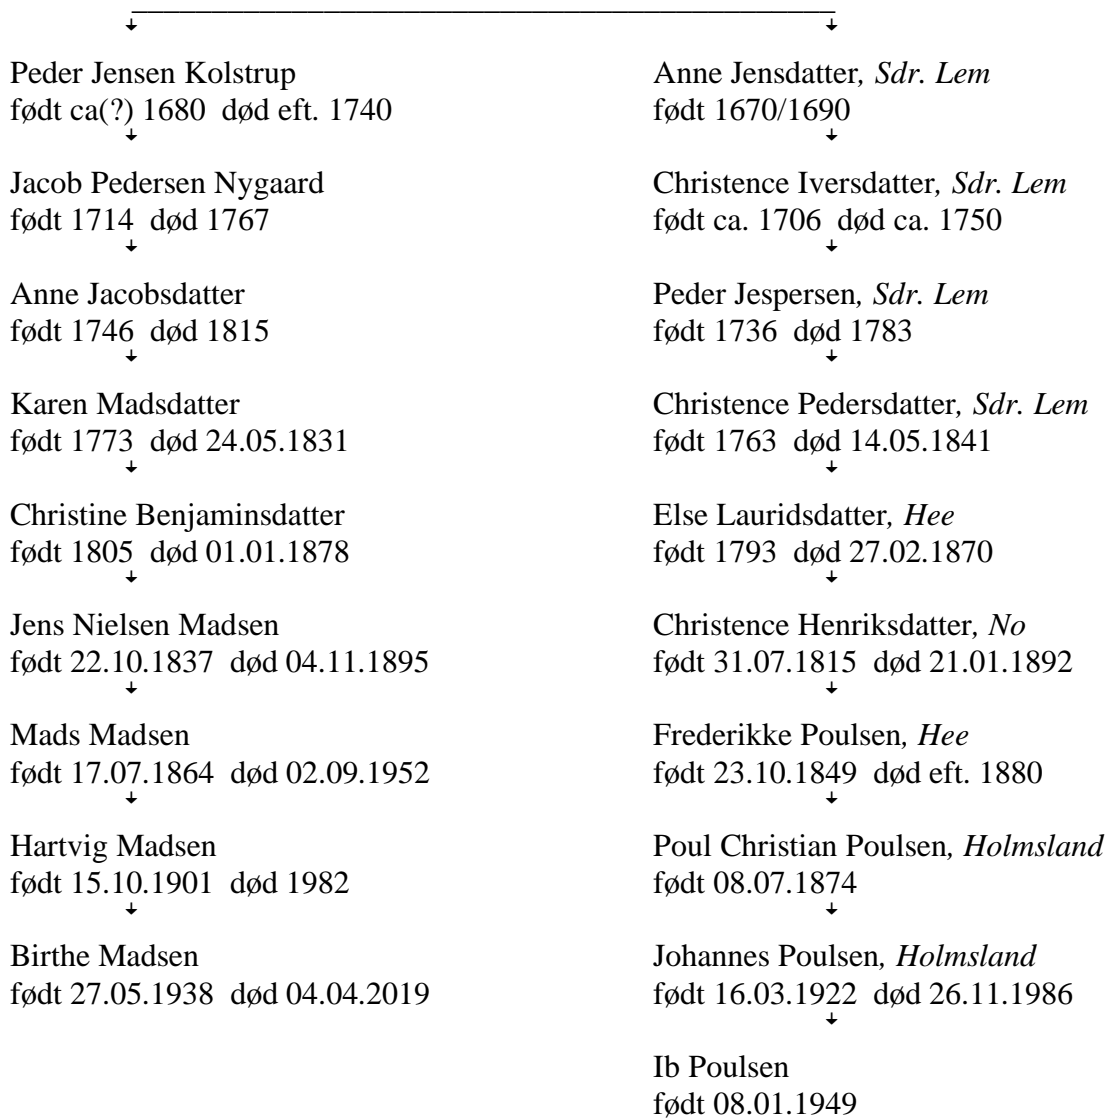 Peder Jensen Kolstrup
født ca(?) 1680  død eft. 1740
Anne Jensdatter, Sdr. Lem
født 1670/1690
Jacob Pedersen Nygaard
født 1714  død 1767
Christence Iversdatter, Sdr. Lem
født ca. 1706  død ca. 1750
Anne Jacobsdatter
født 1746  død 1815
Peder Jespersen, Sdr. Lem
født 1736  død 1783
Karen Madsdatter
født 1773  død 24.05.1831
Christence Pedersdatter, Sdr. Lem
født 1763  død 14.05.1841
Christine Benjaminsdatter
født 1805  død 01.01.1878
Else Lauridsdatter, Hee
født 1793  død 27.02.1870
Jens Nielsen Madsen
født 22.10.1837  død 04.11.1895
Christence Henriksdatter, No
født 31.07.1815  død 21.01.1892
Mads Madsen
født 17.07.1864  død 02.09.1952
Frederikke Poulsen, Hee
født 23.10.1849  død eft. 1880
Hartvig Madsen
født 15.10.1901  død 1982
Poul Christian Poulsen, Holmsland
født 08.07.1874
Birthe Madsen
født 27.05.1938  død 04.04.2019
Johannes Poulsen, Holmsland
født 16.03.1922  død 26.11.1986
Ib Poulsen
født 08.01.1949